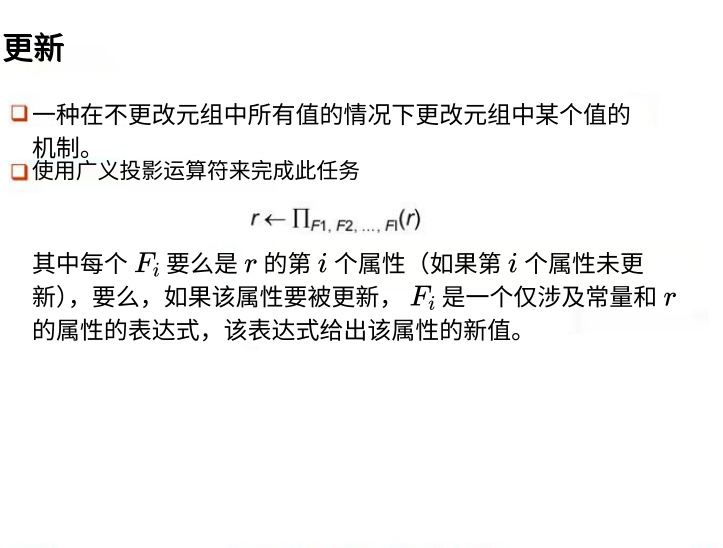 更新
一种在不更改元组中所有值的情况下更改元组中某个值的
机制。
使用广义投影运算符来完成此任务
r ← ∏F1, F2, ..., Fl(r)
其中每个 Fi 要么是 r 的第 i 个属性（如果第 i 个属性未更
新），要么，如果该属性要被更新， Fi 是一个仅涉及常量和 r
的属性的表达式，该表达式给出该属性的新值。